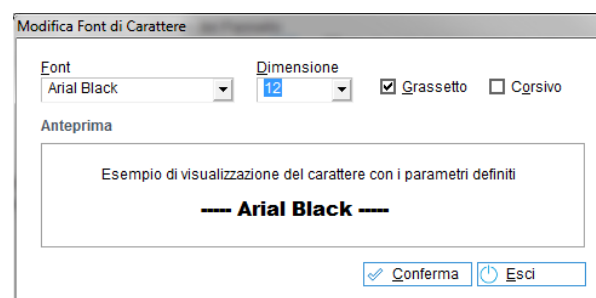 Modifica Font di Carattere
Font Dimensione
Arial Black 12 Grassetto Corsivo
Anteprima
Esempio di visualizzazione del carattere con i parametri definiti
----- Arial Black -----
Conferma Esci